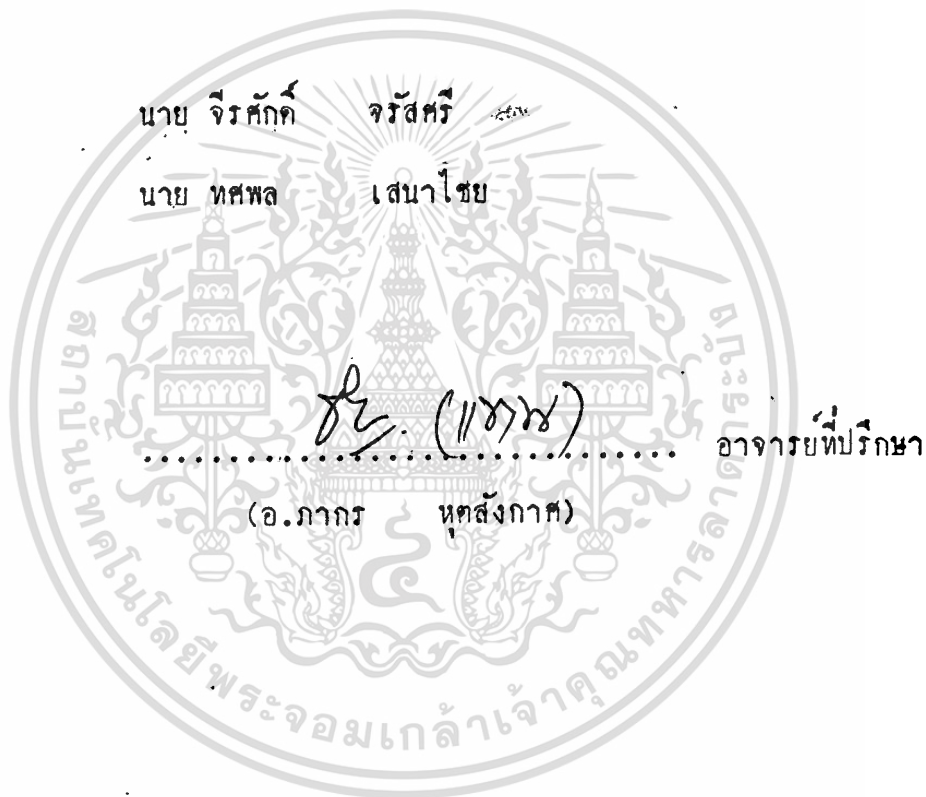 นาย จีรศักดิ์ จรัสศรี
นาย ทศพล เสนาไชย
(แทน)
.................................... อาจารย์ที่ปรึกษา
(อ.ภากร หุตสังกาศ)
สถาบันเทคโนโลยีพระจอมเกล้าเจ้าคุณทหารลาดกระบัง